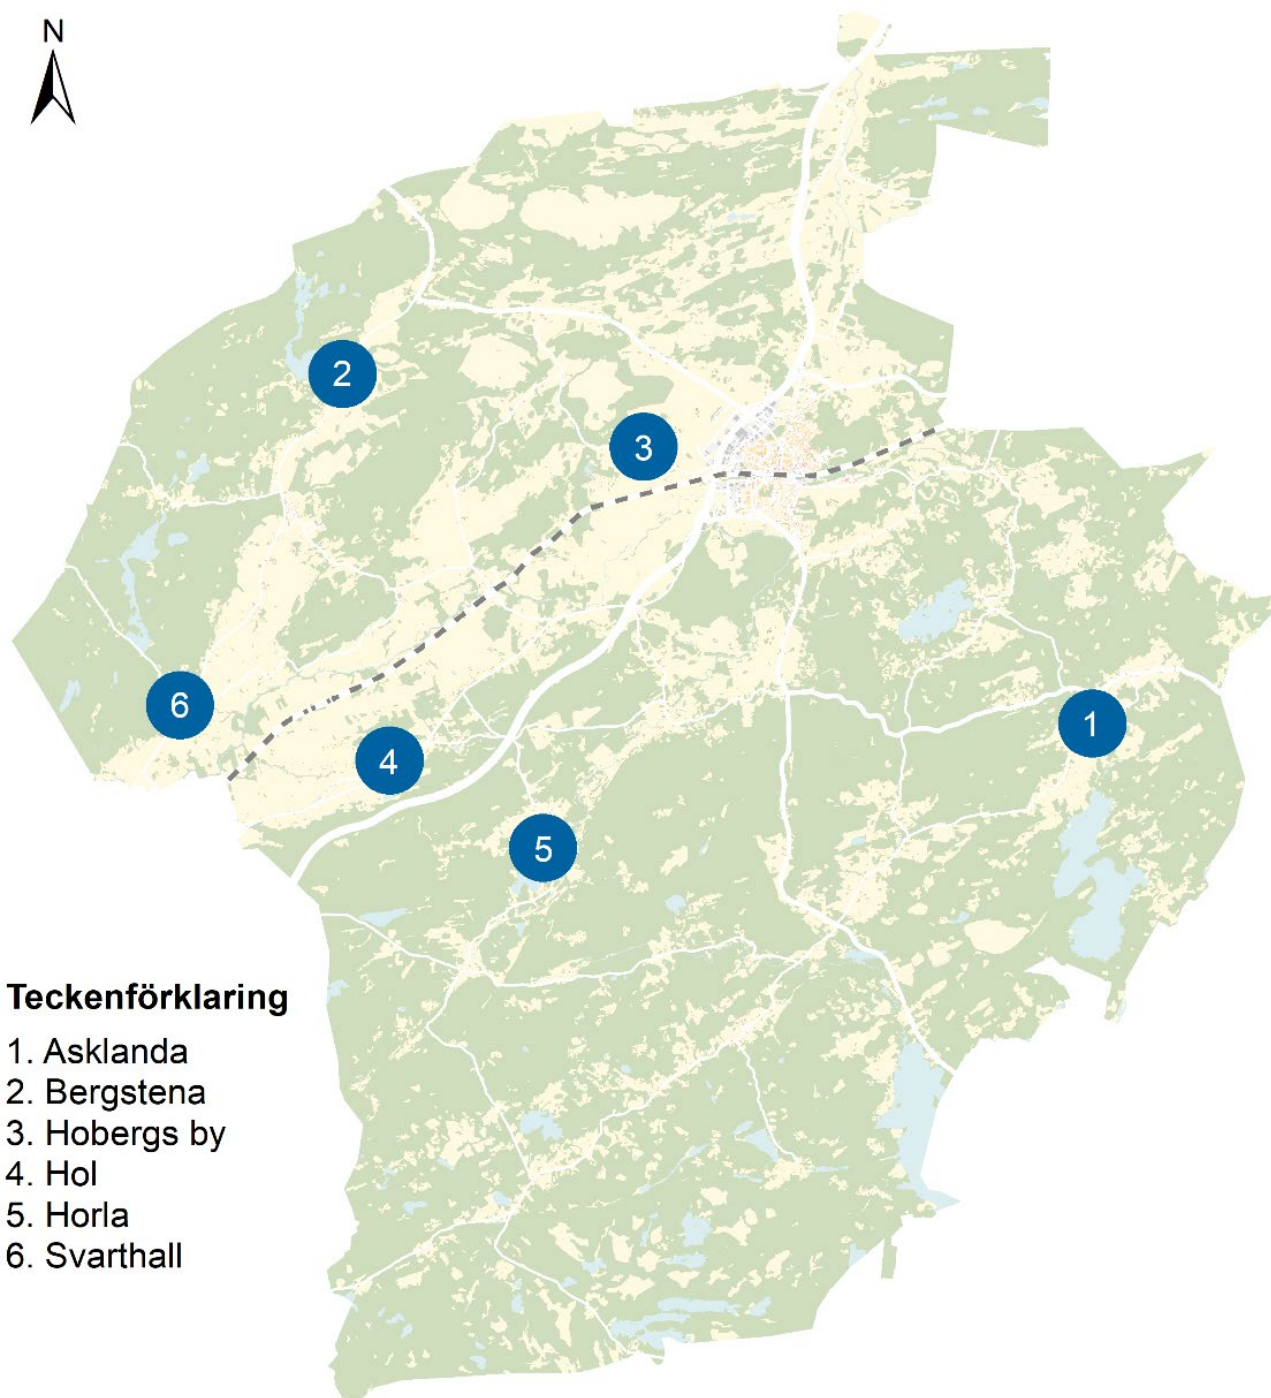 N
2
3
6
1
4
5
Teckenförklaring
1. Asklanda
2. Bergstena
3. Hobergs by
4. Hol
5. Horla
6. Svarthall